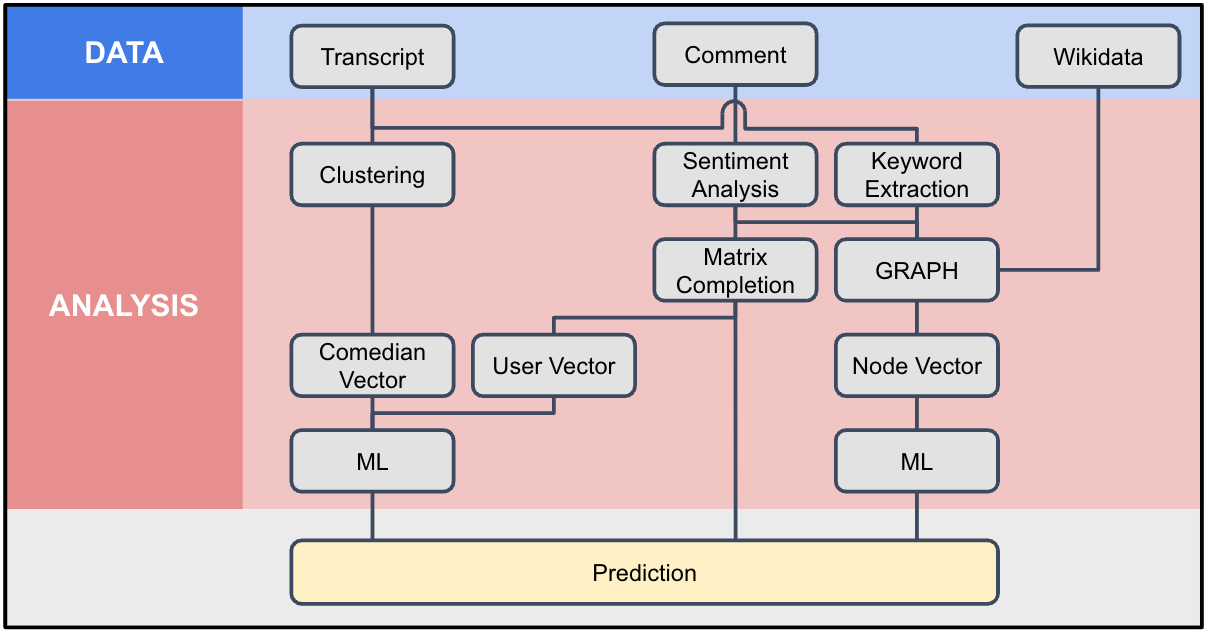 DATA
Transcript
Comment
Wikidata
ANALYSIS
Clustering
Sentiment
Analysis
Keyword
Extraction
Matrix
Completion
GRAPH
Comedian
Vector
User Vector
Node Vector
ML
ML
Prediction